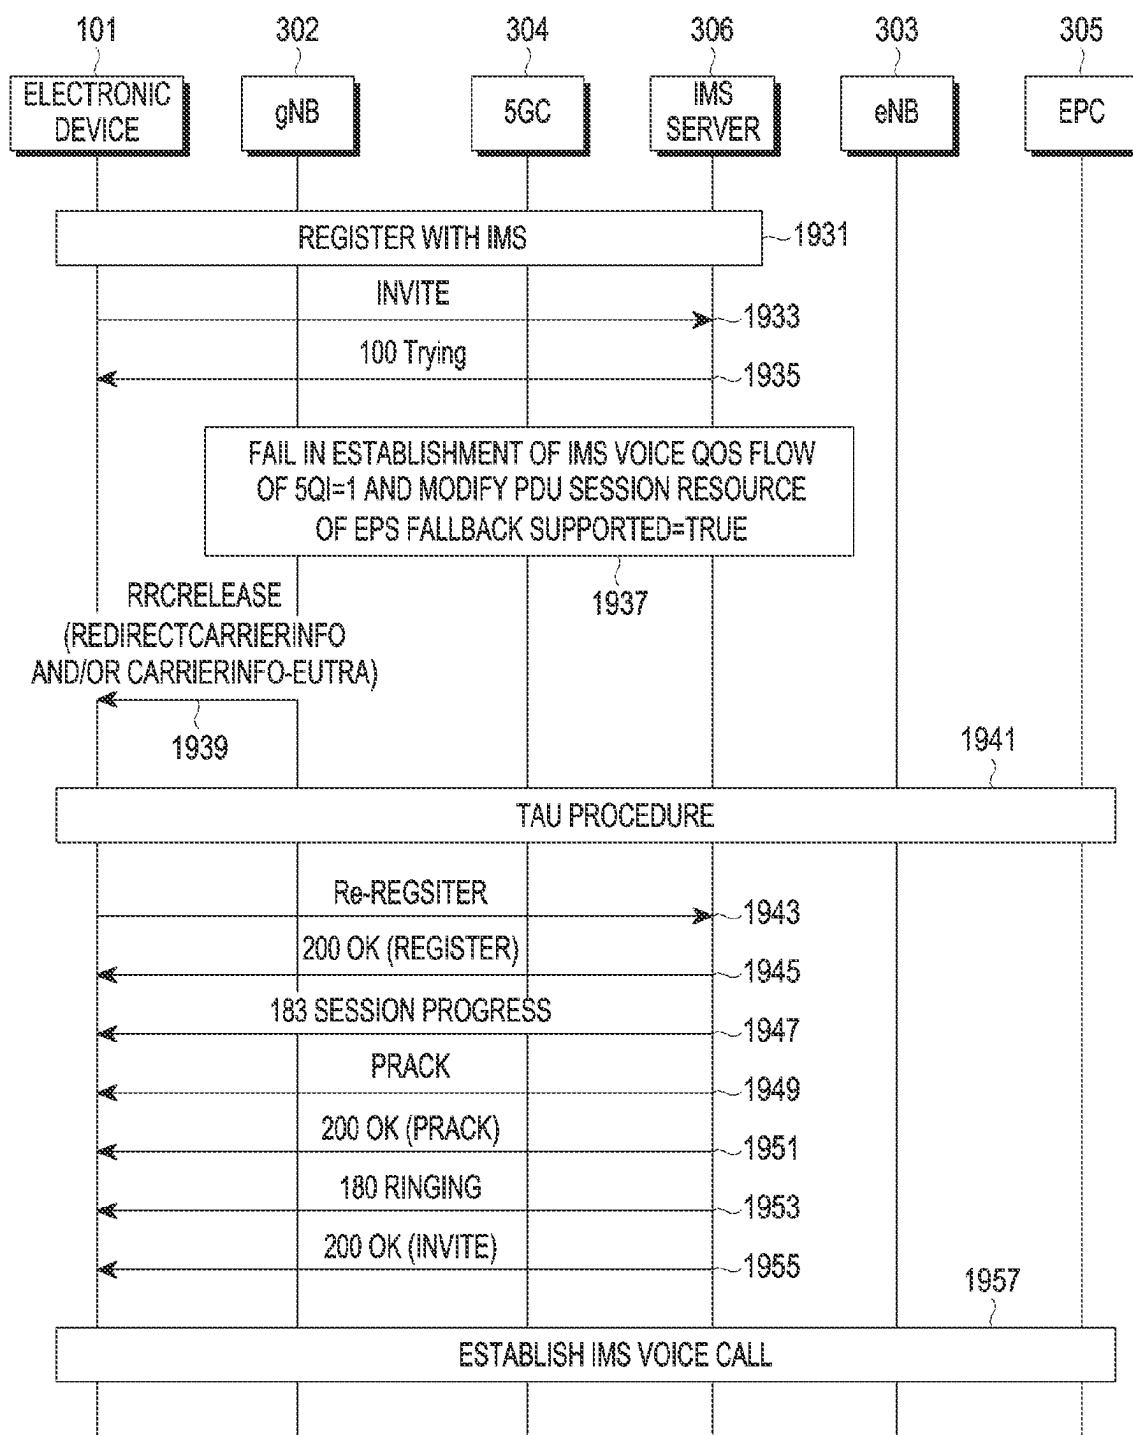 101 302 304 306 303 305
ELECTRONIC DEVICE gNB 5GC IMS SERVER eNB EPC
REGISTER WITH IMS 1931
INVITE
1933
100 Trying
1935
FAIL IN ESTABLISHMENT OF IMS VOICE QOS FLOW
OF 5QI=1 AND MODIFY PDU SESSION RESOURCE
OF EPS FALLBACK SUPPORTED=TRUE
1937
RRCRELEASE
(REDIRECTCARRIERINFO
AND/OR CARRIERINFO-EUTRA)
1939
1941
TAU PROCEDURE
Re-REGSITER
1943
200 OK (REGISTER)
1945
183 SESSION PROGRESS
1947
PRACK
1949
200 OK (PRACK)
1951
180 RINGING
1953
200 OK (INVITE)
1955
1957
ESTABLISH IMS VOICE CALL